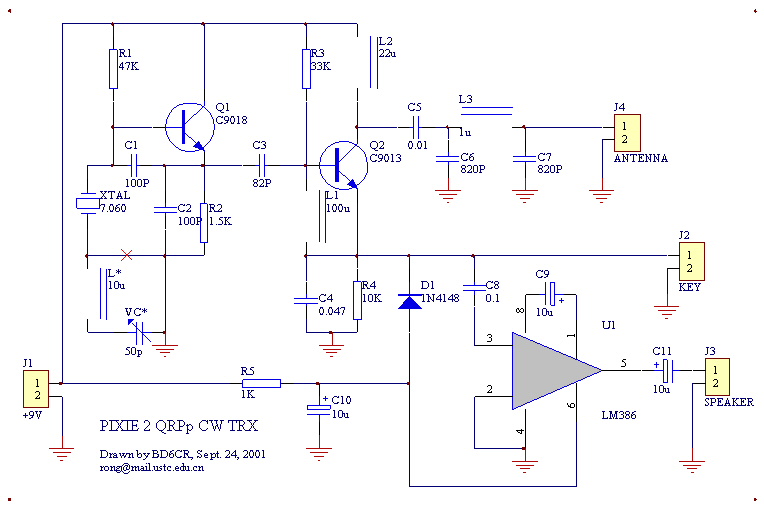 R1
47K
R3
33K
L2
22u
Q1
C9018
C5
0.01
L3
1u
J4
1
2
ANTENNA
C1
100P
C3
82P
Q2
C9013
C6
820P
C7
820P
XTAL
7.060
C2
100P
R2
1.5K
L1
100u
J2
1
2
KEY
L*
10u
VC*
50p
C4
0.047
R4
10K
D1
1N4148
C8
0.1
C9
10u
+
U1
8
1
3
2
4
6
5
LM386
C11
+
10u
J3
1
2
SPEAKER
J1
1
2
+9V
R5
1K
+
C10
10u
PIXIE 2 QRPp CW TRX
Drawn by BD6CR, Sept. 24, 2001
rong@mail.ustc.edu.cn